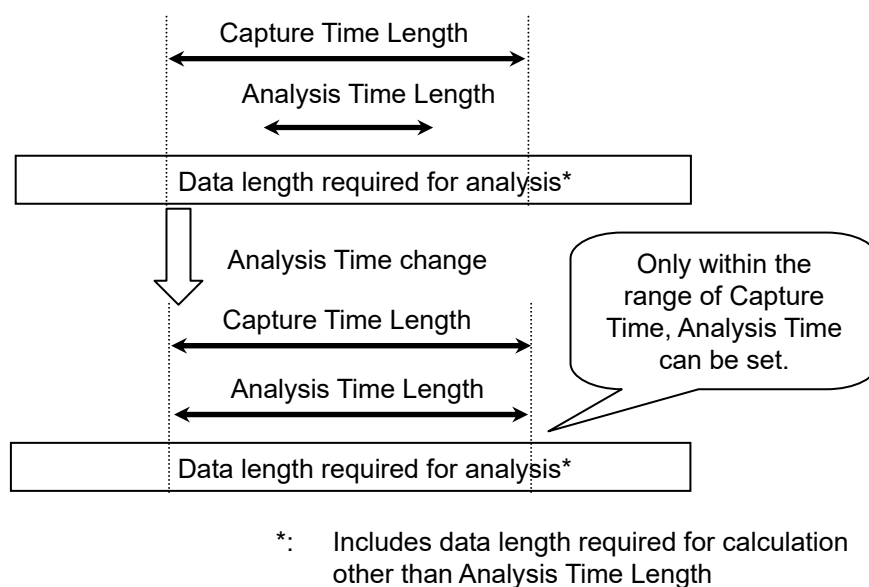 Capture Time Length
Analysis Time Length
Data length required for analysis*
Analysis Time change
Only within the
range of Capture
Time, Analysis Time
can be set.
Capture Time Length
Analysis Time Length
Data length required for analysis*
*: Includes data length required for calculation
other than Analysis Time Length